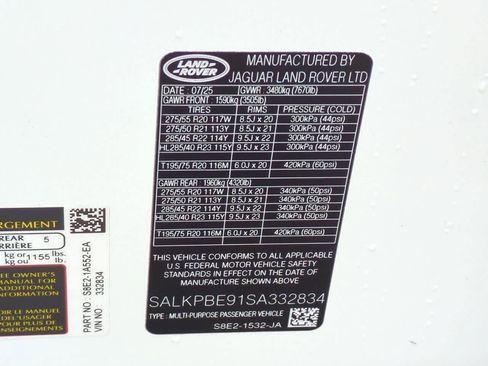 LAND
ROVER
MANUFACTURED BY
JAGUAR LAND ROVER LTD
DATE : 07/25 GVWR : 3480kg (7670lb)
GAWR FRONT : 1590kg (3505lb)
TIRES RIMS PRESSURE (COLD)
275/55 R20 117W 8.5J x 20 300kPa (44psi)
275/50 R21 113Y 8.5J x 21 300kPa (44psi)
285/45 R22 114Y 9.5J x 22 300kPa (44psi)
HL285/40 R23 115Y 9.5J x 23 300kPa (44psi)
T195/75 R20 116M 6.0J x 20 420kPa (60psi)
GAWR REAR : 1960kg (4320lb)
275/55 R20 117W 8.5J x 20 340kPa (50psi)
275/50 R21 113Y 8.5J x 21 340kPa (50psi)
285/45 R22 114Y 9.5J x 22 340kPa (50psi)
HL285/40 R23 115Y 9.5J x 23 340kPa (50psi)
T195/75 R20 116M 6.0J x 20 420kPa (60psi)
THIS VEHICLE CONFORMS TO ALL APPLICABLE
U.S. FEDERAL MOTOR VEHICLE SAFETY
STANDARDS IN EFFECT ON THE DATE OF
MANUFACTURE SHOWN ABOVE
SALKPBE91SA332834
TYPE : MULTI-PURPOSE PASSENGER VEHICLE
S8E2-1532-JA
ARGEMENT
REAR
ARRIÈRE 5
kg or 1155 lbs.
kg ou lb.
SEE OWNER'S
MANUAL FOR
ADDITIONAL
INFORMATION
VOIR LE MANUEL
DE L'USAGER
POUR PLUS DE
PART NO. S8E2-1A552-EA
VIN NO 332834